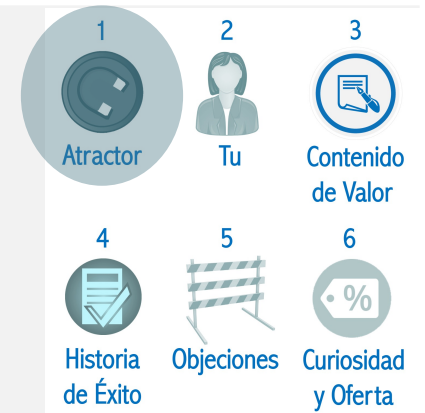 1
2
3
Atractor
Tu
Contenido
de Valor
4
5
6
%
Historia
de Éxito
Objeciones
Curiosidad
y Oferta